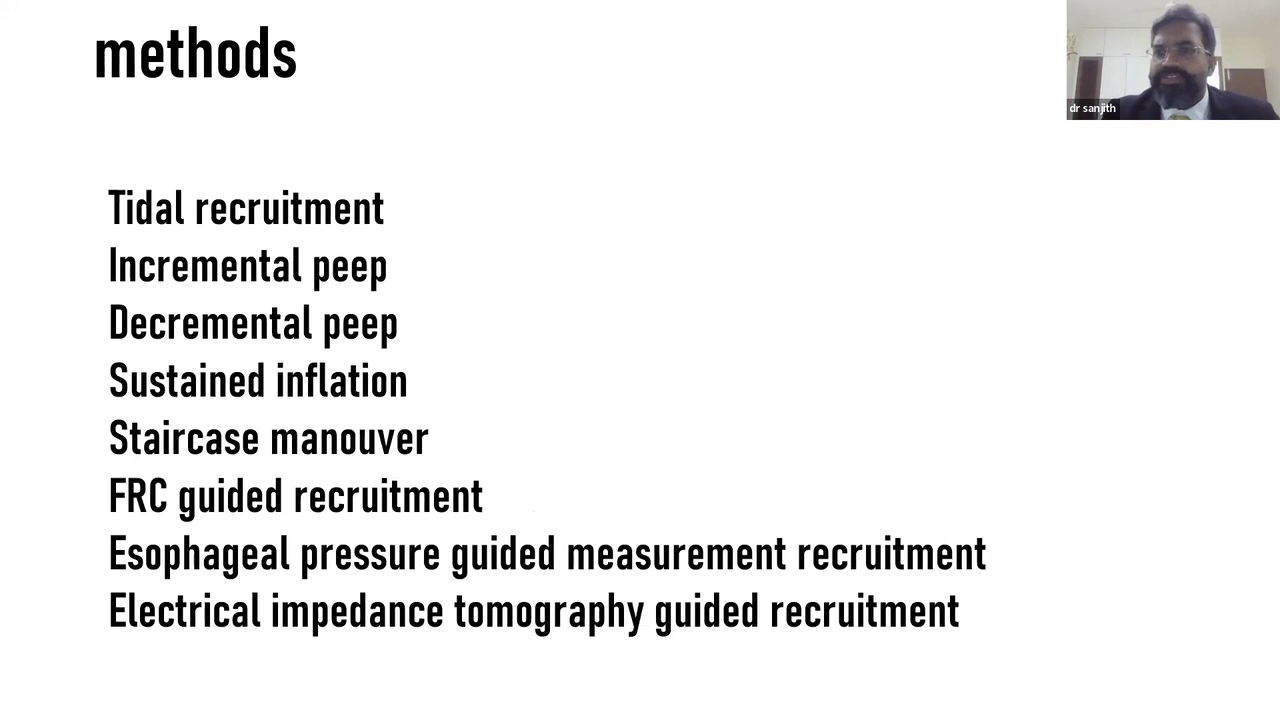 methods
dr sanjith
Tidal recruitment
Incremental peep
Decremental peep
Sustained inflation
Staircase manouver
FRC guided recruitment
Esophageal pressure guided measurement recruitment
Electrical impedance tomography guided recruitment